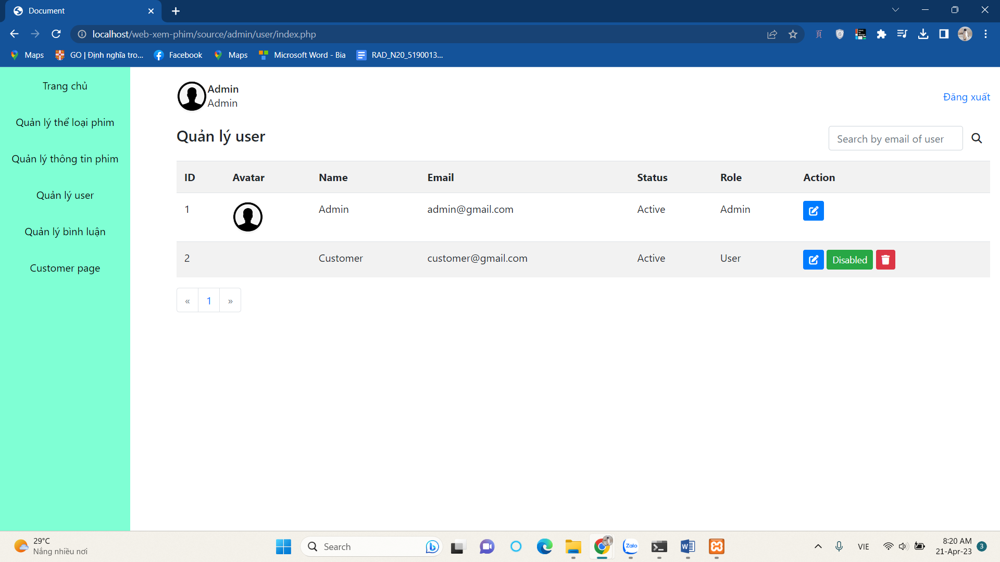 Document
localhost/web-xem-phim/source/admin/user/index.php
Maps
GO | Định nghĩa tro...
Facebook
Maps
Microsoft Word - Bia
RAD_N20_5190013...
Trang chủ
Quản lý thể loại phim
Quản lý thông tin phim
Quản lý user
Quản lý bình luận
Customer page
Admin
Admin
Đăng xuất
Quản lý user
Search by email of user
ID Avatar Name Email Status Role Action
1 Admin admin@gmail.com Active Admin
2 Customer customer@gmail.com Active User Disabled
« 1 »
29°C
Nắng nhiều nơi
Search
Zalo
VIE
8:20 AM
21-Apr-23
3